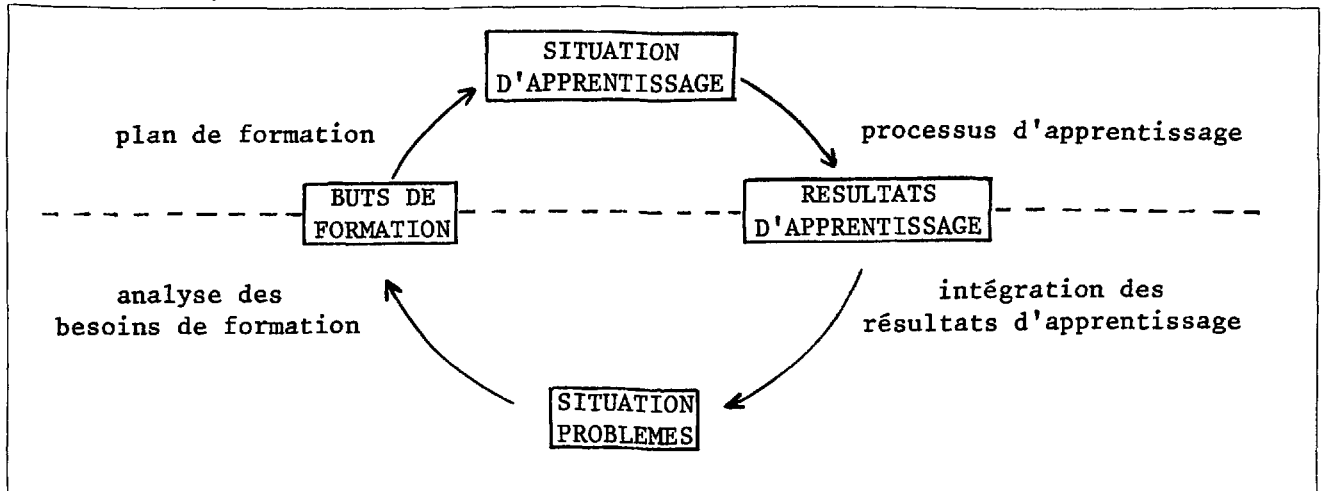 SITUATION
D'APPRENTISSAGE
plan de formation
processus d'apprentissage
BUTS DE
FORMATION
RESULTATS
D'APPRENTISSAGE
analyse des
besoins de formation
intégration des
résultats d'apprentissage
SITUATION
PROBLEMES